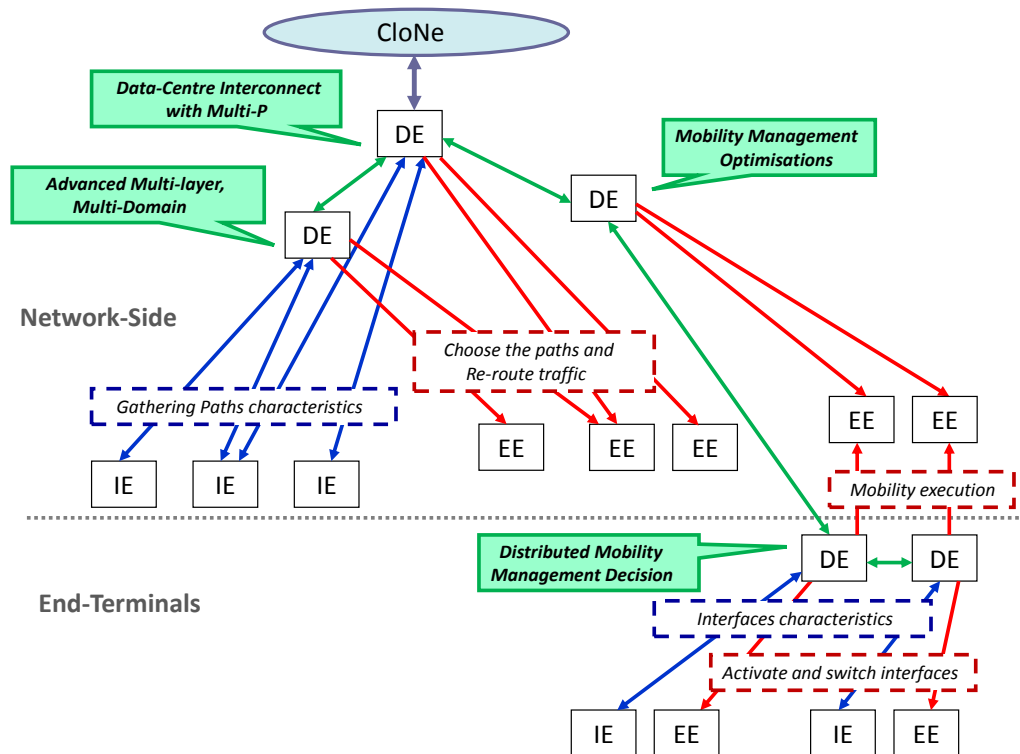 CloNe
Data-Centre Interconnect
with Multi-P
DE
Mobility Management
Optimisations
Advanced Multi-layer,
Multi-Domain
DE
DE
Network-Side
Choose the paths and
Re-route traffic
Gathering Paths characteristics
EE
EE
EE
EE
EE
IE
IE
IE
Mobility execution
Distributed Mobility
Management Decision
DE
DE
End-Terminals
Interfaces characteristics
Activate and switch interfaces
IE
EE
IE
EE